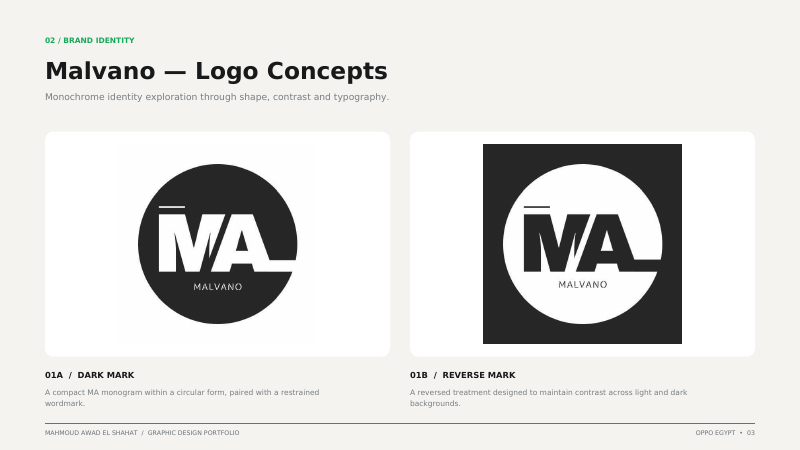 02 / BRAND IDENTITY
Malvano — Logo Concepts
Monochrome identity exploration through shape, contrast and typography.
MA
MALVANO
MA
MALVANO
01A / DARK MARK
A compact MA monogram within a circular form, paired with a restrained
wordmark.
01B / REVERSE MARK
A reversed treatment designed to maintain contrast across light and dark
backgrounds.
MAHMOUD AWAD EL SHAHAT / GRAPHIC DESIGN PORTFOLIO
OPPO EGYPT • 03